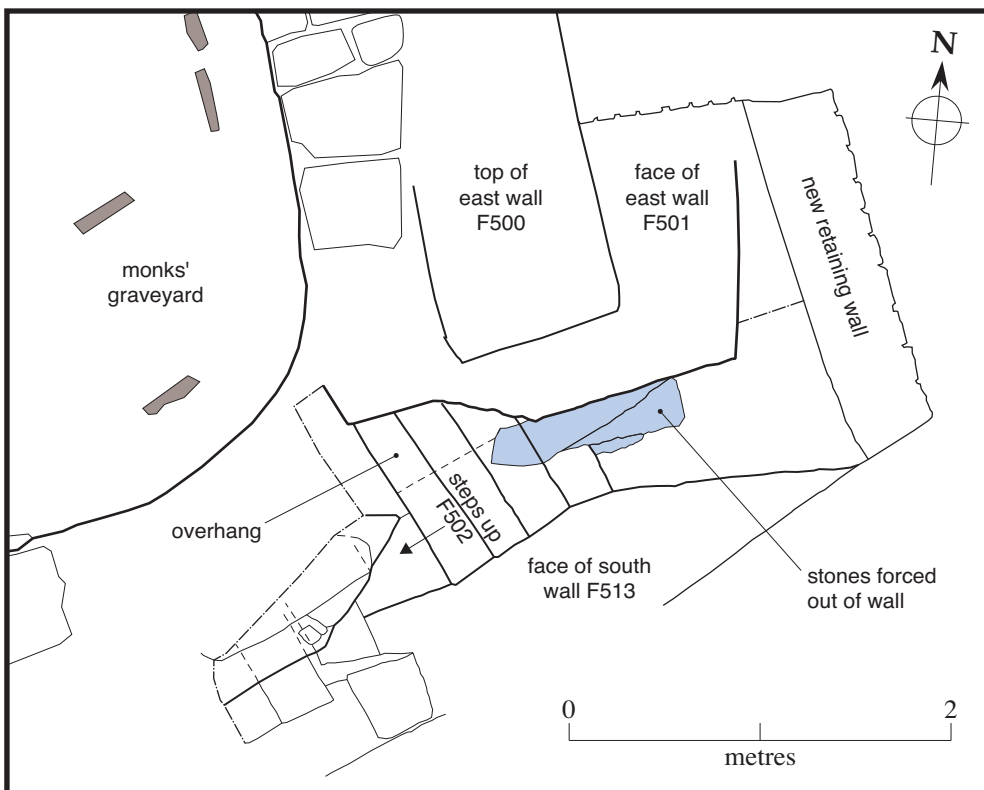 N
top of
east wall
F500
face of
east wall
F501
new retaining wall
monks'
graveyard
steps up
F502
overhang
face of south
wall F513
stones forced
out of wall
0
2
metres